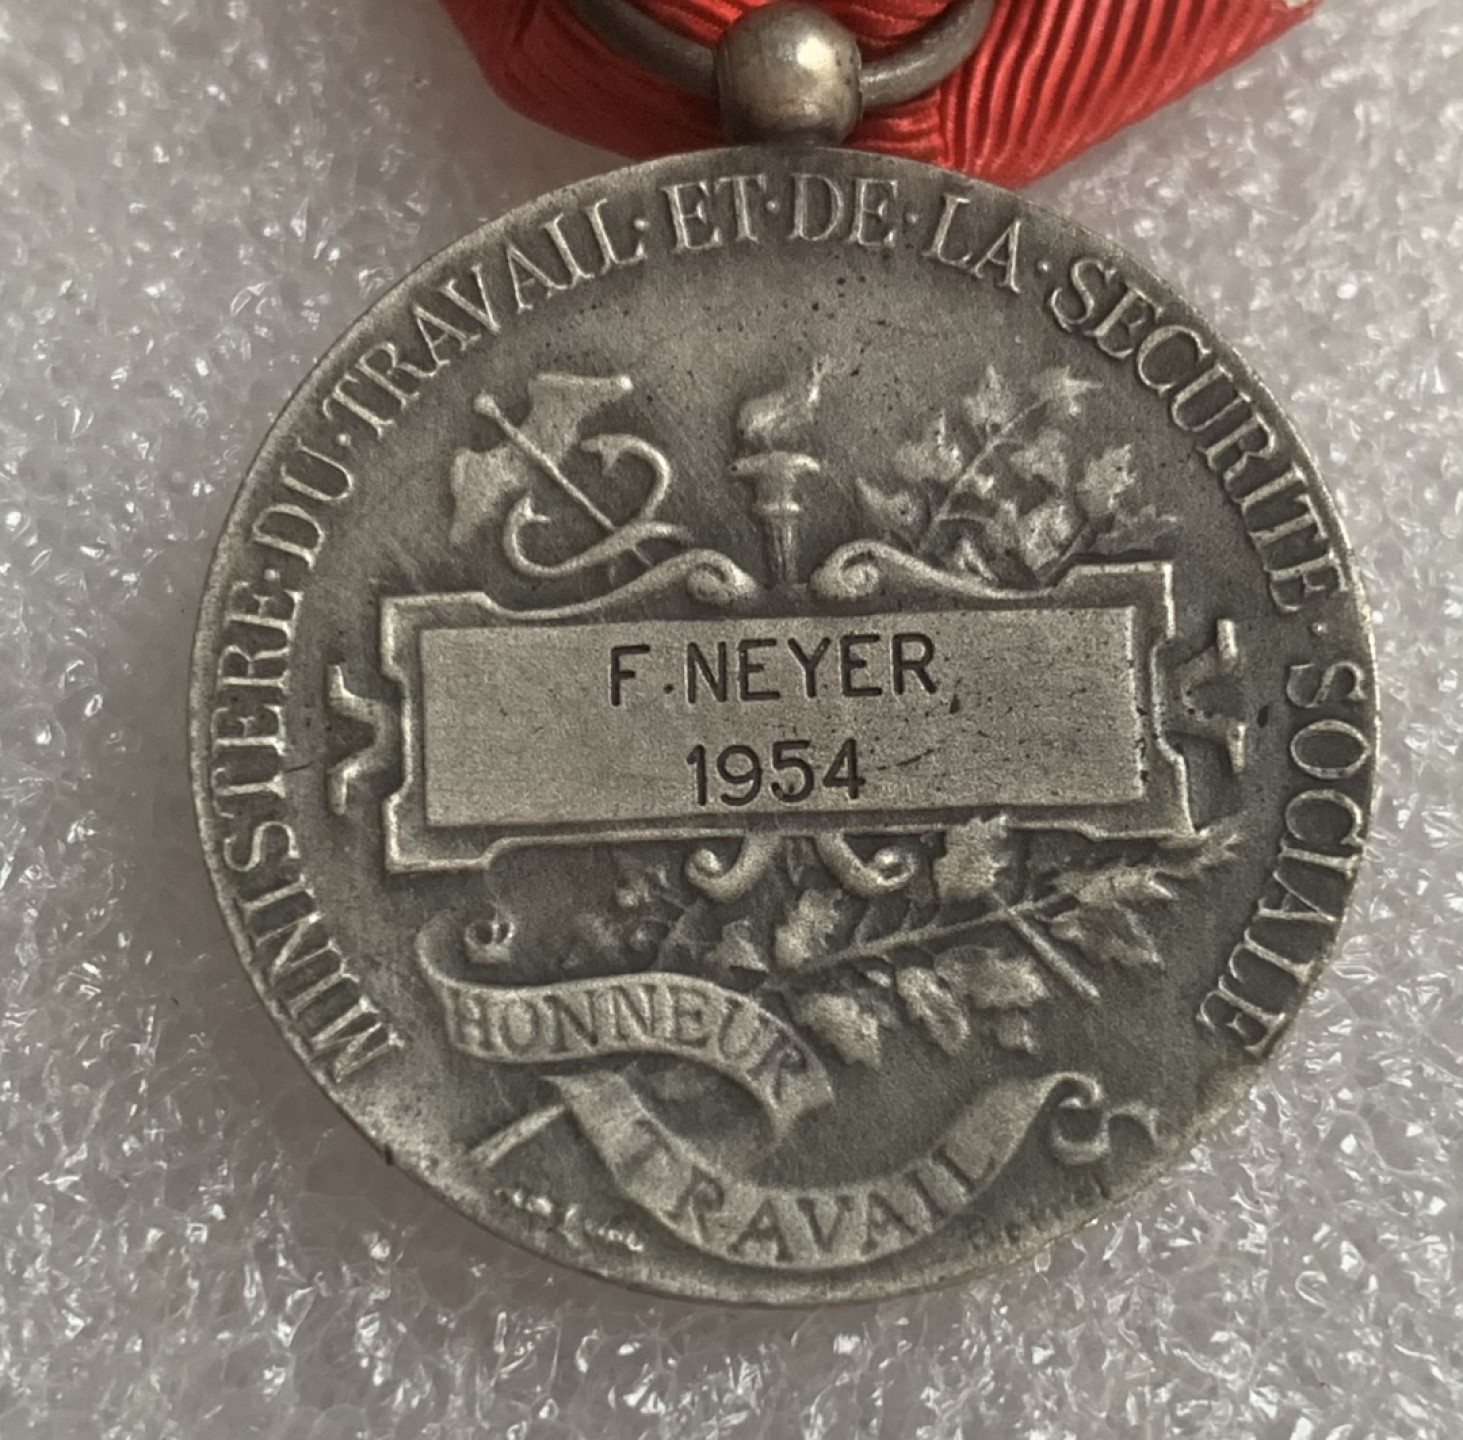 MINISTERE·DU·TRAVAIL·ET·DE·LA·SECURITE·SOCIALE
F.NEYER
1954
HONNEUR
TRAVAIL